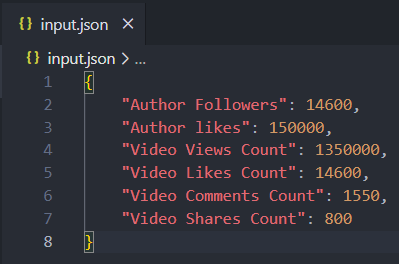 {} input.json ×
{} input.json > ...
1 {
2 "Author Followers": 14600,
3 "Author likes": 150000,
4 "Video Views Count": 1350000,
5 "Video Likes Count": 14600,
6 "Video Comments Count": 1550,
7 "Video Shares Count": 800
8 }